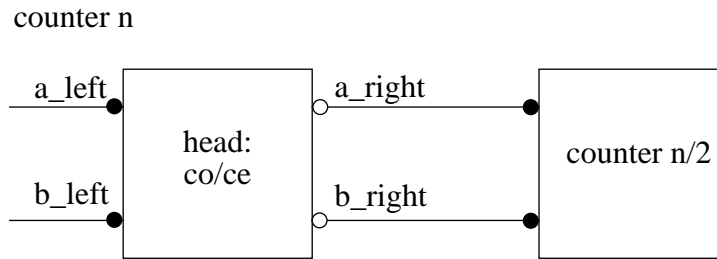 counter n
a_left
a_right
head:
co/ce
counter n/2
b_left
b_right